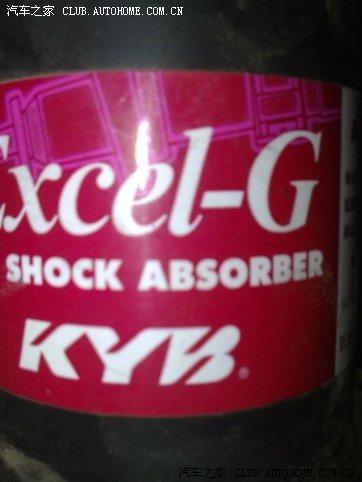 汽车之家 CLUB.AUTOHOME.COM.CN
Excel-G
SHOCK ABSORBER
KYB®
汽车之家 CLUB.AUTOHOME.COM.CN